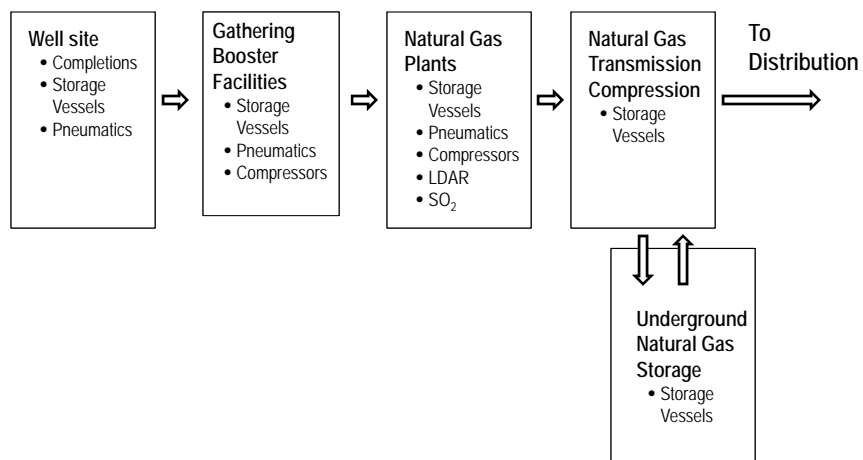 Well site
• Completions
• Storage
Vessels
• Pneumatics
Gathering
Booster
Facilities
• Storage
Vessels
• Pneumatics
• Compressors
Natural Gas
Plants
• Storage
Vessels
• Pneumatics
• Compressors
• LDAR
• SO₂
Natural Gas
Transmission
Compression
• Storage
Vessels
To
Distribution
Underground
Natural Gas
Storage
• Storage
Vessels